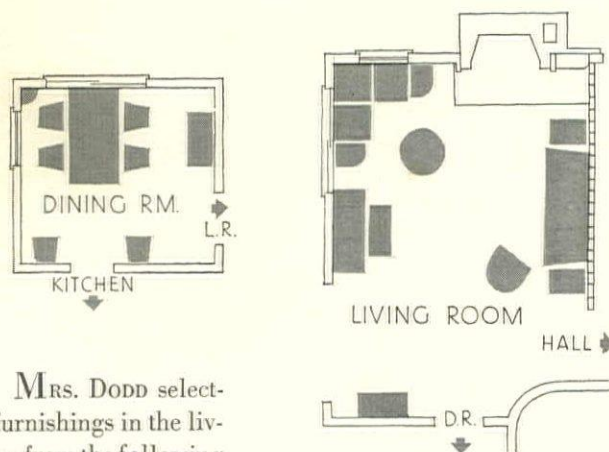 DINING RM.
L.R.
KITCHEN
LIVING ROOM
HALL
D.R.
MRS. DODD select-
furnishings in the liv-
from the following